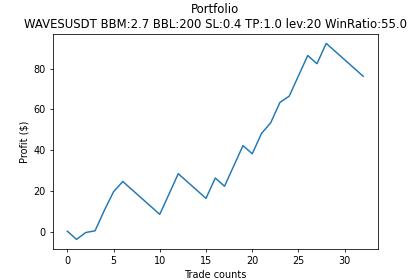 Portfolio
WAVESUSDT BBM:2.7 BBL:200 SL:0.4 TP:1.0 lev:20 WinRatio:55.0
80
60
40
20
0
Profit ($)
0 5 10 15 20 25 30
Trade counts